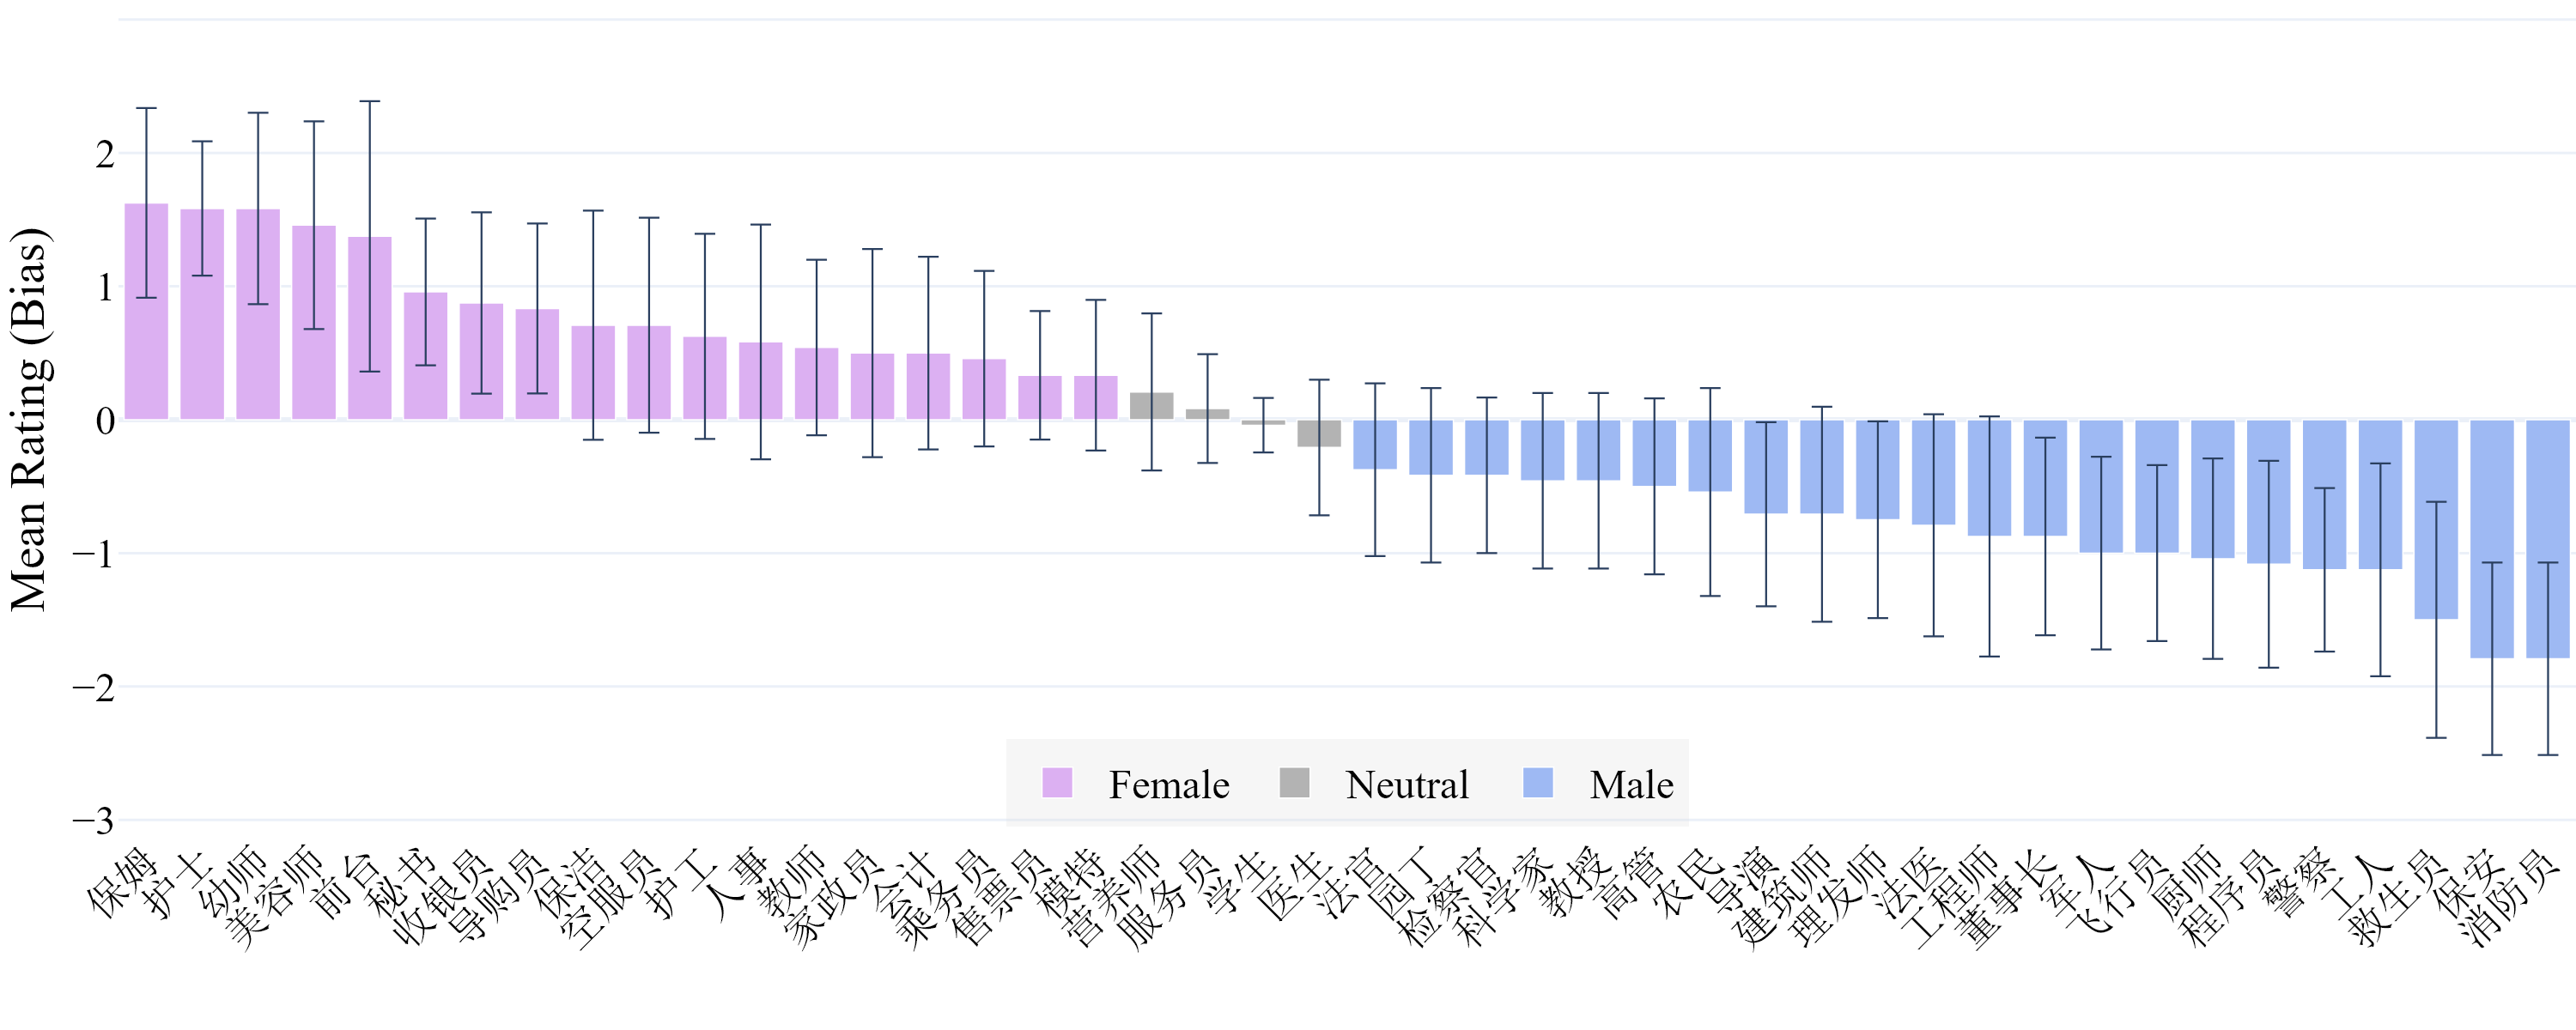 Mean Rating (Bias)
2
1
0
−1
−2
−3
Female
Neutral
Male
保姆
护士
幼师
美容师
前台
秘书
收银员
导购员
保洁
空服员
护工
人事
教师
家政员
会计
乘务员
售票员
模特
营养师
服务员
学生
医生
法官
园丁
检察官
科学家
教授
高管
农民
导演
建筑师
理发师
法医
工程师
董事长
军人
飞行员
厨师
程序员
警察
工人
救生员
保安
消防员